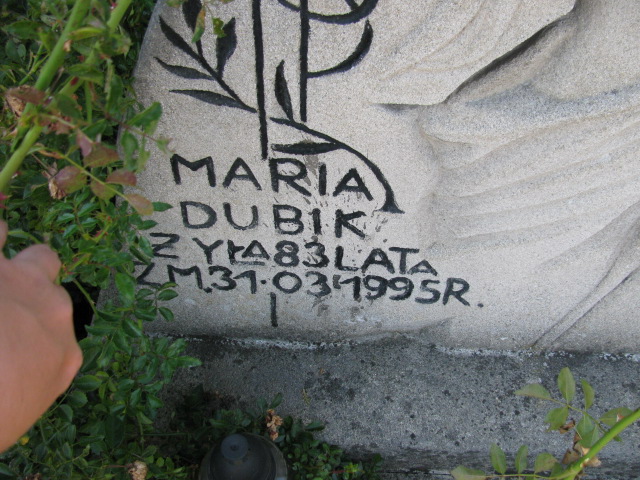 MARIA
DUBIK
ŻYŁA 83 LATA
ZM. 31.03.1995R.